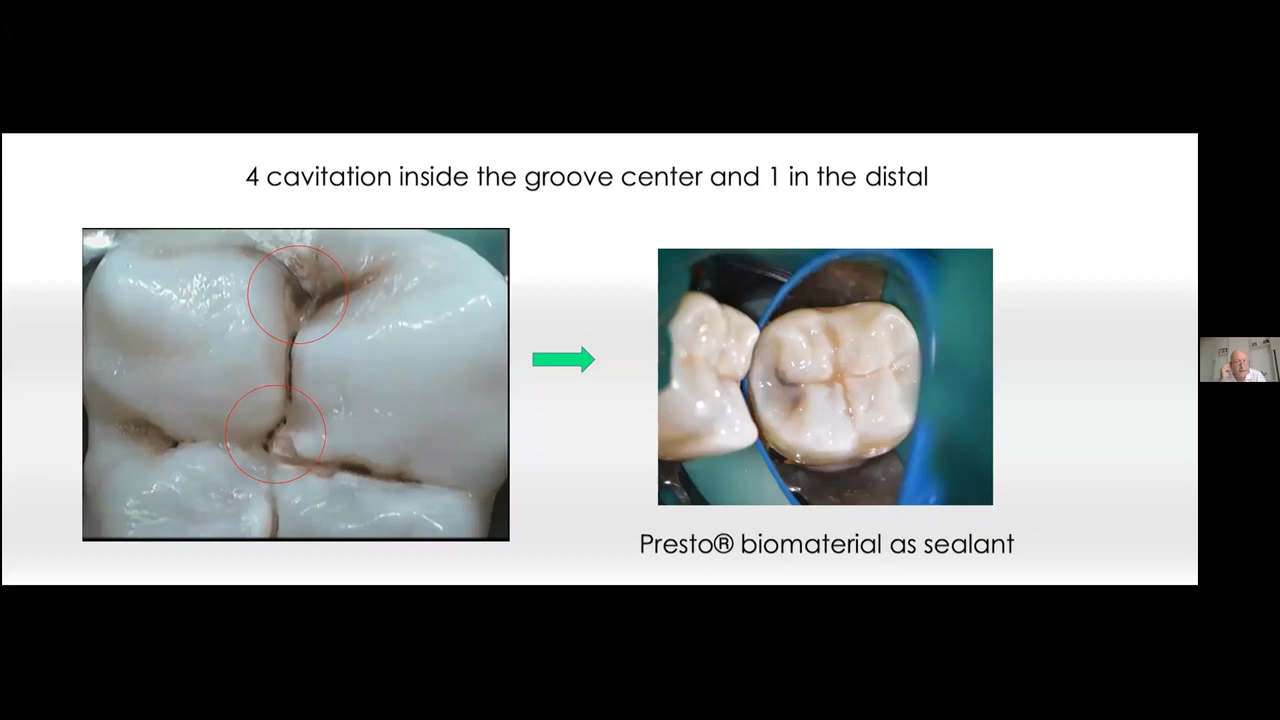 4 cavitation inside the groove center and 1 in the distal
Presto® biomaterial as sealant